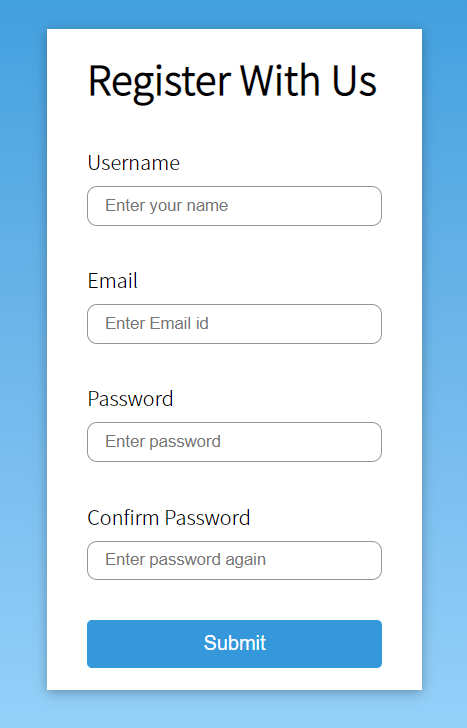 Register With Us
Username
Enter your name
Email
Enter Email id
Password
Enter password
Confirm Password
Enter password again
Submit